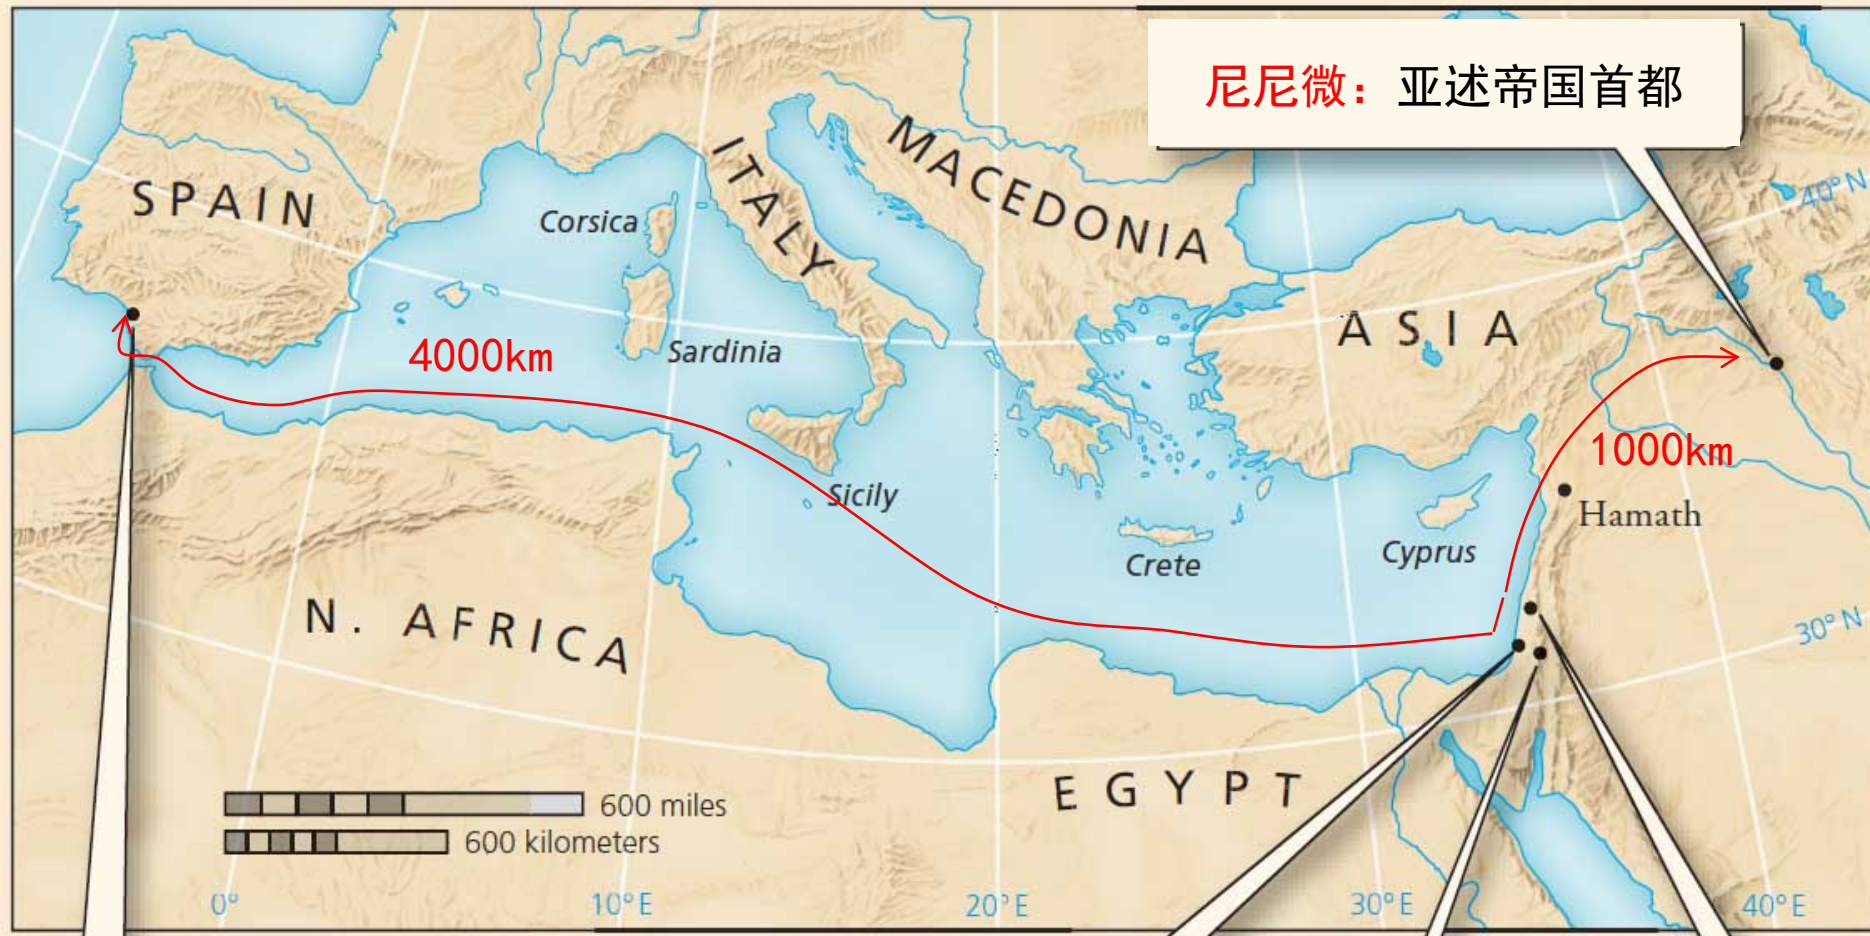 尼尼微：亚述帝国首都
MACEDONIA
ITALY
SPAIN
Corsica
40° N
ASIA
4000km
Sardinia
1000km
Sicily
Hamath
Crete
Cyprus
N. AFRICA
30° N
EGYPT
600 miles
600 kilometers
0°
10° E
20° E
30° E
40° E